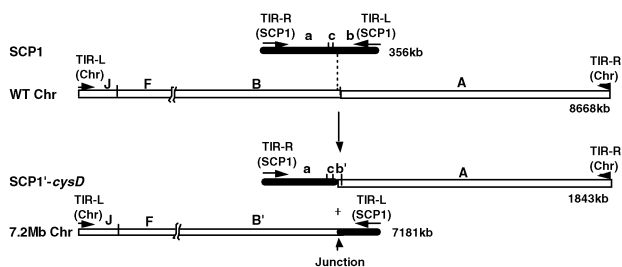 TIR-R TIR-L
(SCP1) a c b (SCP1)
SCP1 356kb
TIR-L TIR-R
(Chr) (Chr)
J F B A
WT Chr 8668kb
TIR-R TIR-R
(SCP1) a c b' A (Chr)
SCP1'-cysD 1843kb
TIR-L TIR-L
(Chr) J F B' + (SCP1)
7.2Mb Chr 7181kb
Junction